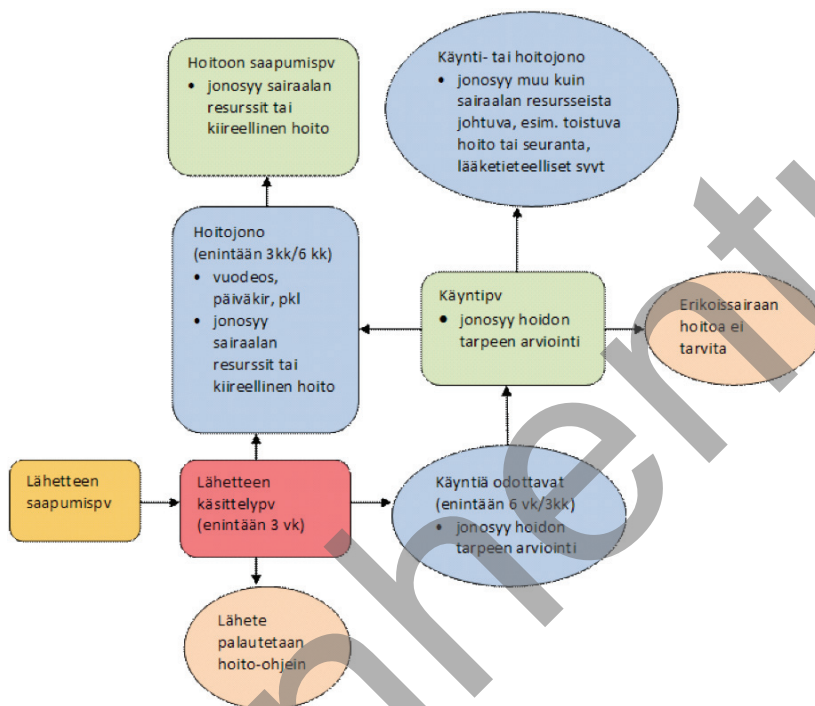 Hoitoon saapumispv
• jonosyy sairaalan
resurssit tai
kiireellinen hoito
Käynti- tai hoitojono
• jonosyy muu kuin
sairaalan resursseista
johtuva, esim. toistuva
hoito tai seuranta,
lääketieteelliset syyt
Hoitojono
(enintään 3kk/6 kk)
• vuodeos,
päiväkir, pkl
• jonosyy
sairaalan
resurssit tai
kiireellinen hoito
Käyntipv
• jonosyy hoidon
tarpeen arviointi
Erikoissairaan
hoitoa ei
tarvita
Lähetteen
saapumispv
Lähetteen
käsittelypv
(enintään 3 vk)
Käyntiä odottavat
(enintään 6 vk/3kk)
• jonosyy hoidon
tarpeen arviointi
Lähete
palautetaan
hoito-ohjein